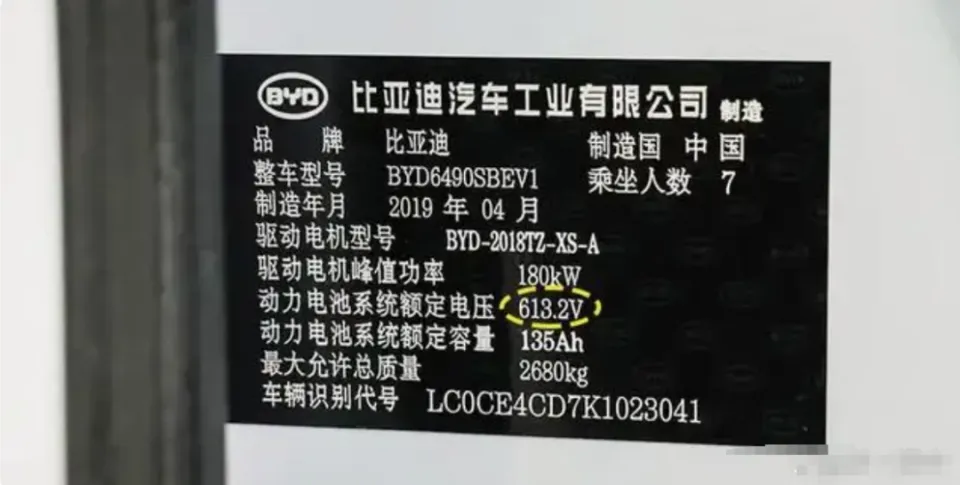 BYD 比亚迪汽车工业有限公司 制造
品牌 比亚迪 制造国 中国
整车型号 BYD6490SBEV1 乘坐人数 7
制造年月 2019 年 04 月
驱动电机型号 BYD-2018TZ-XS-A
驱动电机峰值功率 180kW
动力电池系统额定电压 613.2V
动力电池系统额定容量 135Ah
最大允许总质量 2680kg
车辆识别代号 LC0CE4CD7K1023041